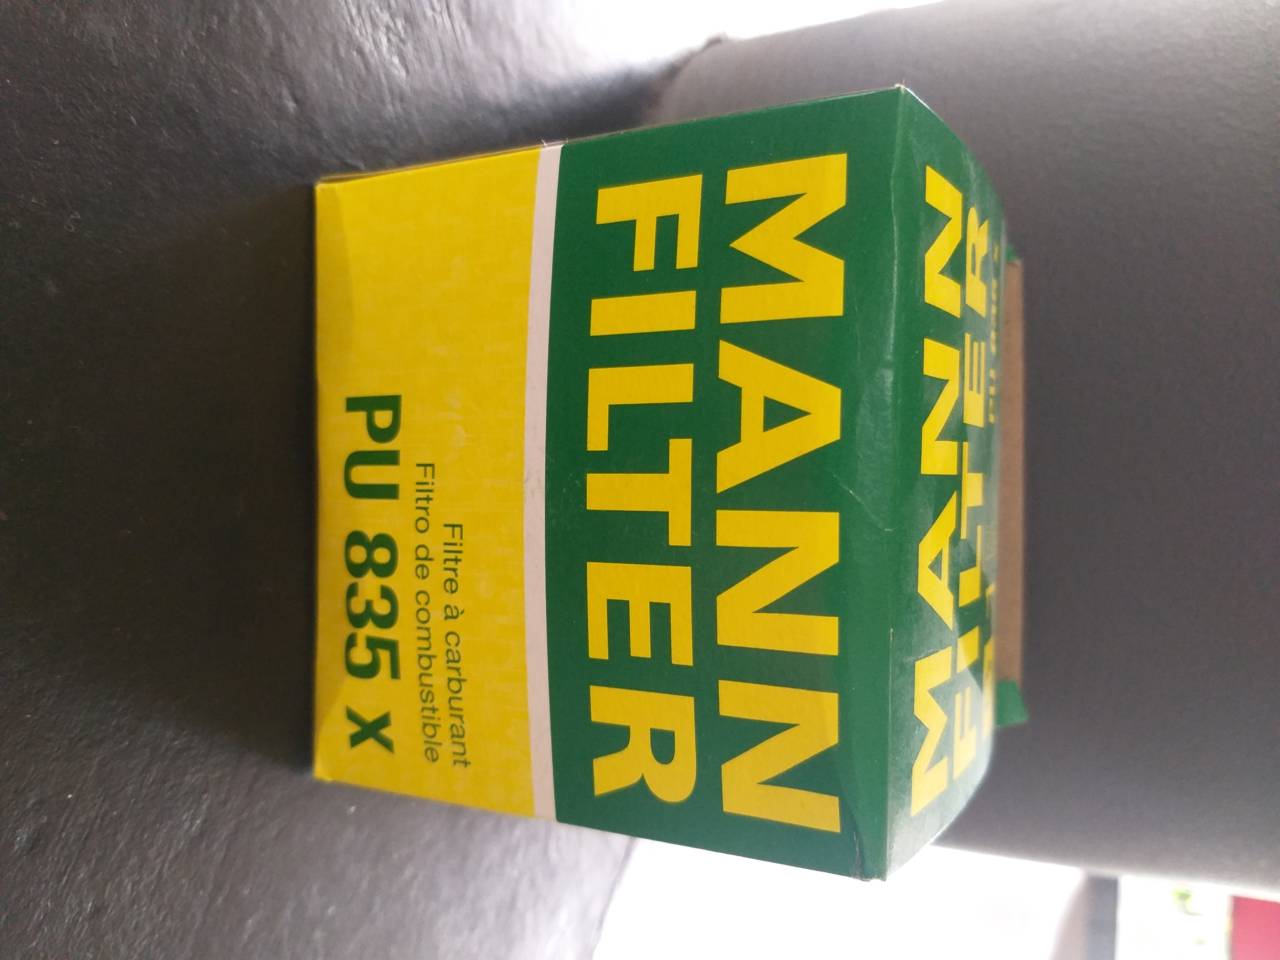 MANN
FILTER
MANN
FILTER
Filtre à carburant
Filtro de combustible
PU 835 X